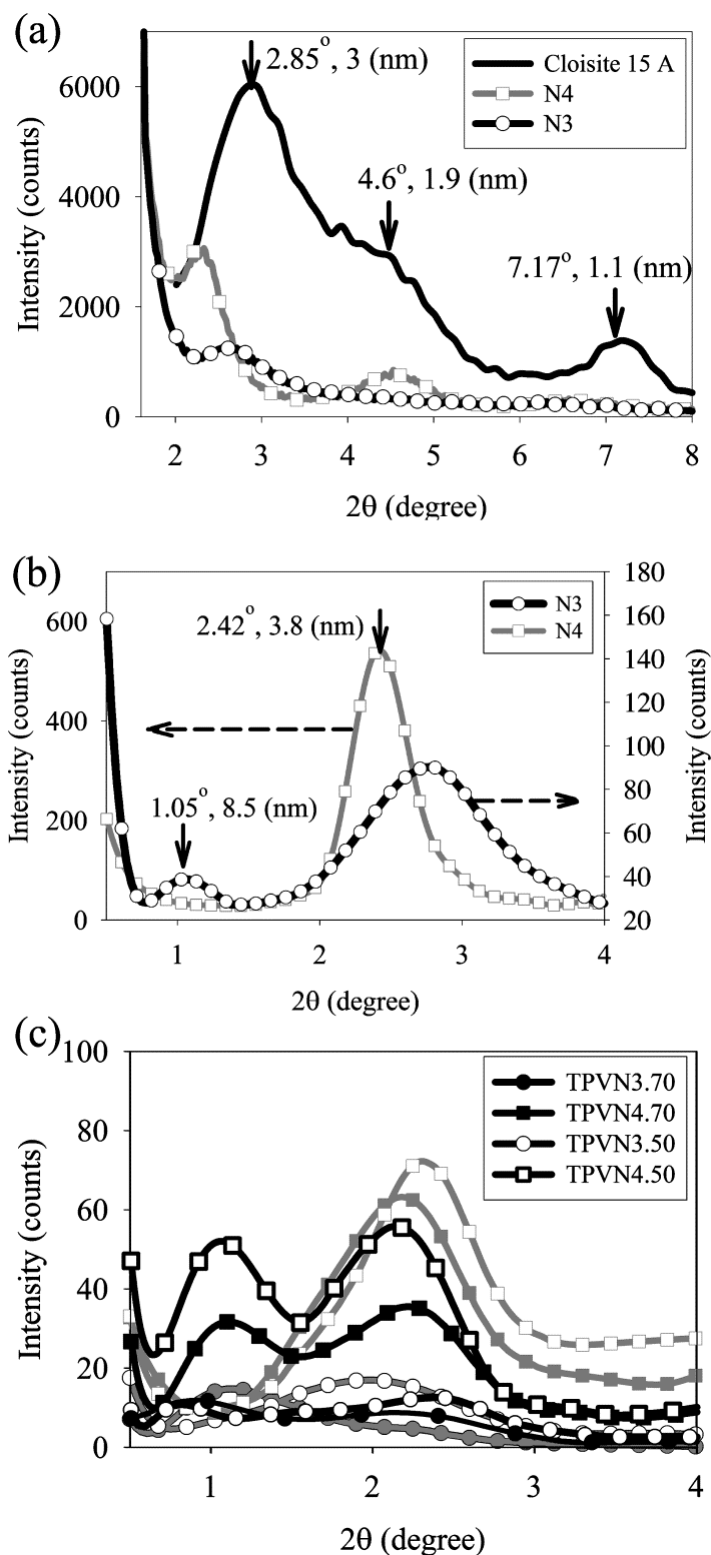 (a)
2.85°, 3 (nm)
Cloisite 15 A
N4
N3
4.6°, 1.9 (nm)
7.17°, 1.1 (nm)
Intensity (counts)
6000
4000
2000
0
2 3 4 5 6 7 8
2θ (degree)
(b)
2.42°, 3.8 (nm)
N3
N4
1.05°, 8.5 (nm)
Intensity (counts)
600
400
200
0
180
160
140
120
100
80
60
40
20
Intensity (counts)
1 2 3 4
2θ (degree)
(c)
TPVN3.70
TPVN4.70
TPVN3.50
TPVN4.50
Intensity (counts)
100
80
60
40
20
0
1 2 3 4
2θ (degree)